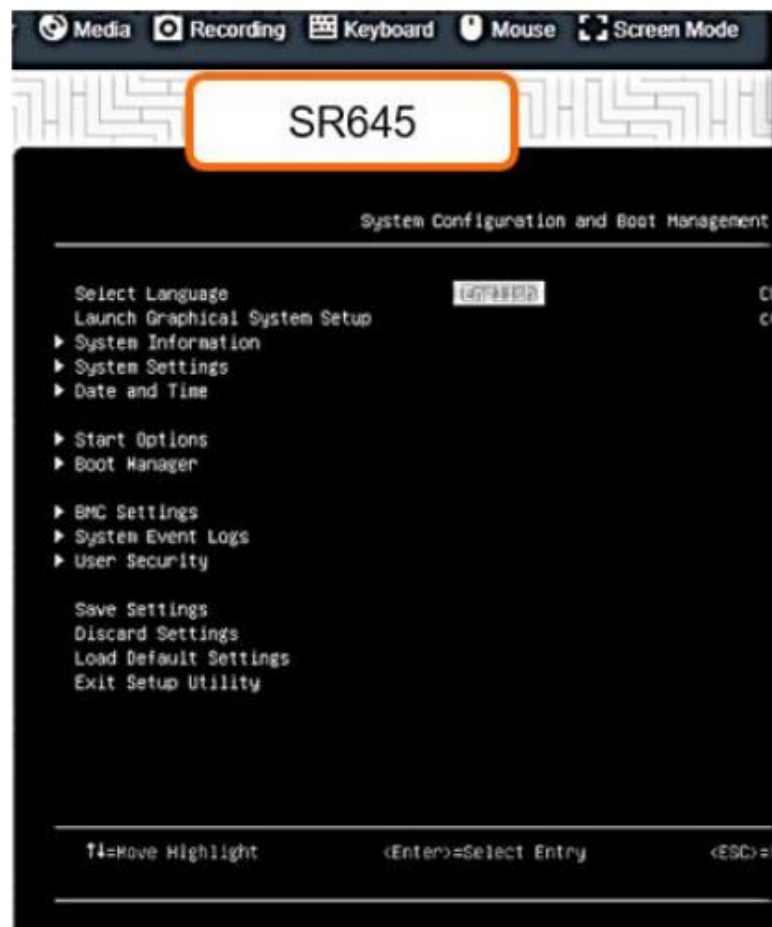 Media Recording Keyboard Mouse Screen Mode
SR645
System Configuration and Boot Management
Select Language English
Launch Graphical System Setup
System Information
System Settings
Date and Time
Start Options
Boot Manager
BMC Settings
System Event Logs
User Security
Save Settings
Discard Settings
Load Default Settings
Exit Setup Utility
↑↓=Move Highlight <Enter>=Select Entry <ESC>=